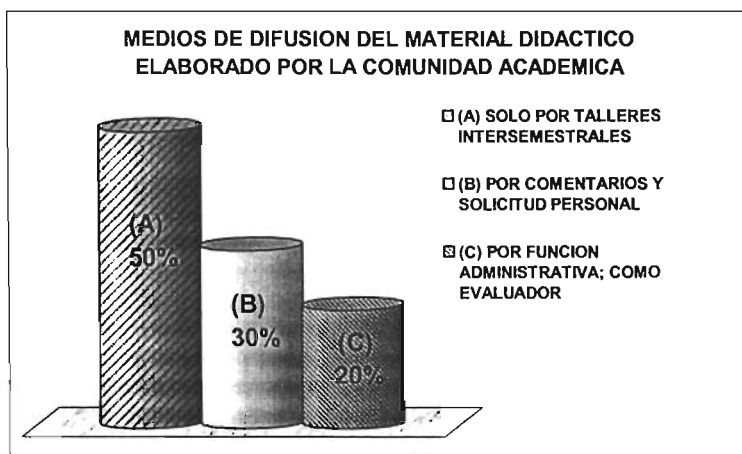 MEDIOS DE DIFUSION DEL MATERIAL DIDACTICO
ELABORADO POR LA COMUNIDAD ACADEMICA
(A) SOLO POR TALLERES
INTERSEMESTRALES
(B) POR COMENTARIOS Y
SOLICITUD PERSONAL
(C) POR FUNCION
ADMINISTRATIVA; COMO
EVALUADOR
(A)
50%
(B)
30%
(C)
20%